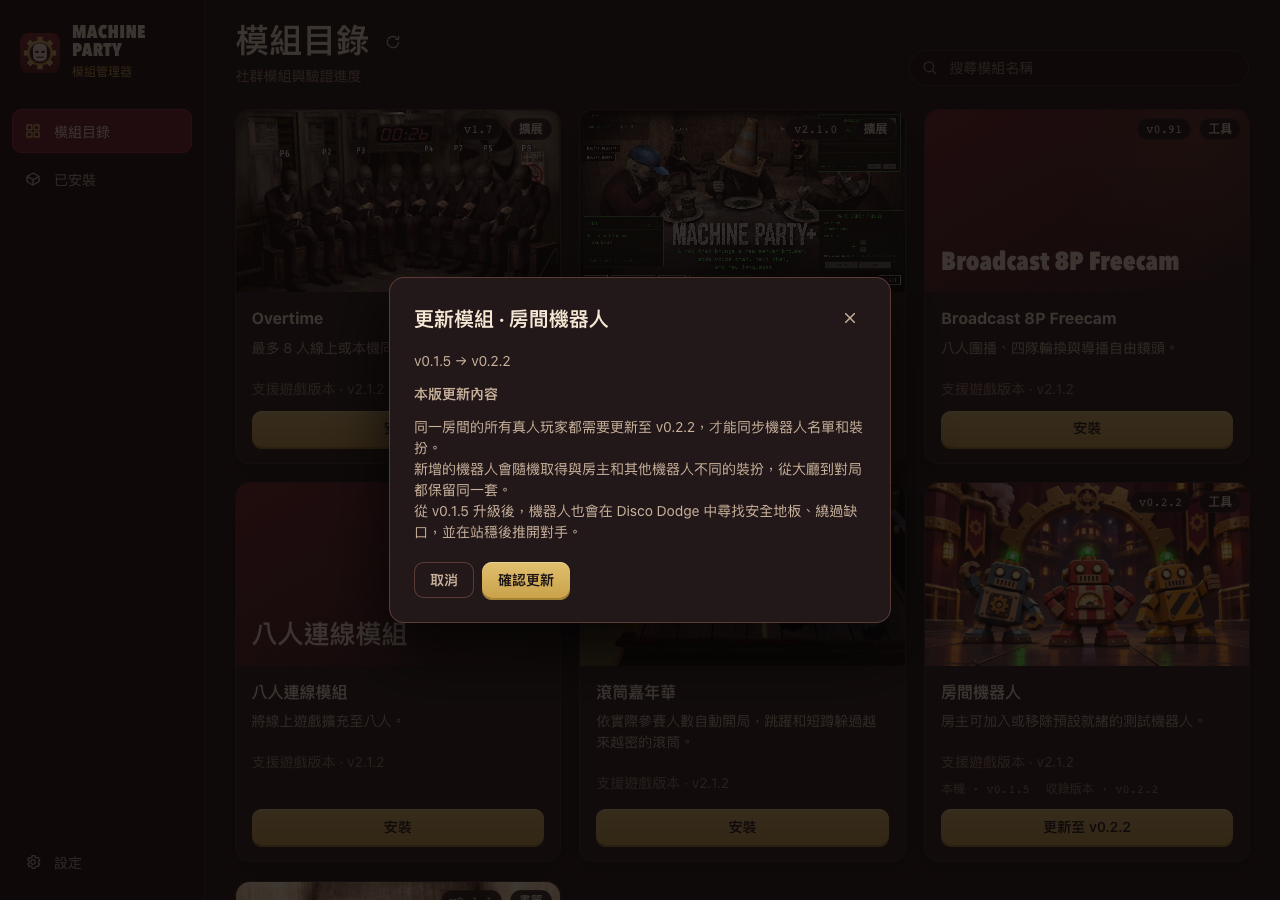 MACHINE
PARTY
模組管理器
模組目錄
已安裝
設定
模組目錄
社群模組與驗證進度
搜尋模組名稱
00:26
v1.7
擴展
P6
P1
P2
P3
P4
P7
P5
P8
Overtime
支援遊戲版本 · v2.1.2
v2.1.0
擴展
MACHINE PARTY+
v0.91
工具
Broadcast 8P Freecam
Broadcast 8P Freecam
八人團播、四隊輪換與導播自由鏡頭。
支援遊戲版本 · v2.1.2
安裝
更新模組 · 房間機器人
v0.1.5 → v0.2.2
本版更新內容
同一房間的所有真人玩家都需要更新至 v0.2.2，才能同步機器人名單和裝
扮。
新增的機器人會隨機取得與房主和其他機器人不同的裝扮，從大廳到對局
都保留同一套。
從 v0.1.5 升級後，機器人也會在 Disco Dodge 中尋找安全地板、繞過缺
口，並在站穩後推開對手。
取消
確認更新
八人連線模組
八人連線模組
將線上遊戲擴充至八人。
支援遊戲版本 · v2.1.2
安裝
滾筒嘉年華
依實際參賽人數自動開局，跳躍和短蹲躲過越
來越密的滾筒。
支援遊戲版本 · v2.1.2
安裝
v0.2.2
工具
房間機器人
房主可加入或移除預設就緒的測試機器人。
支援遊戲版本 · v2.1.2
本機 · v0.1.5 收錄版本 · v0.2.2
更新至 v0.2.2